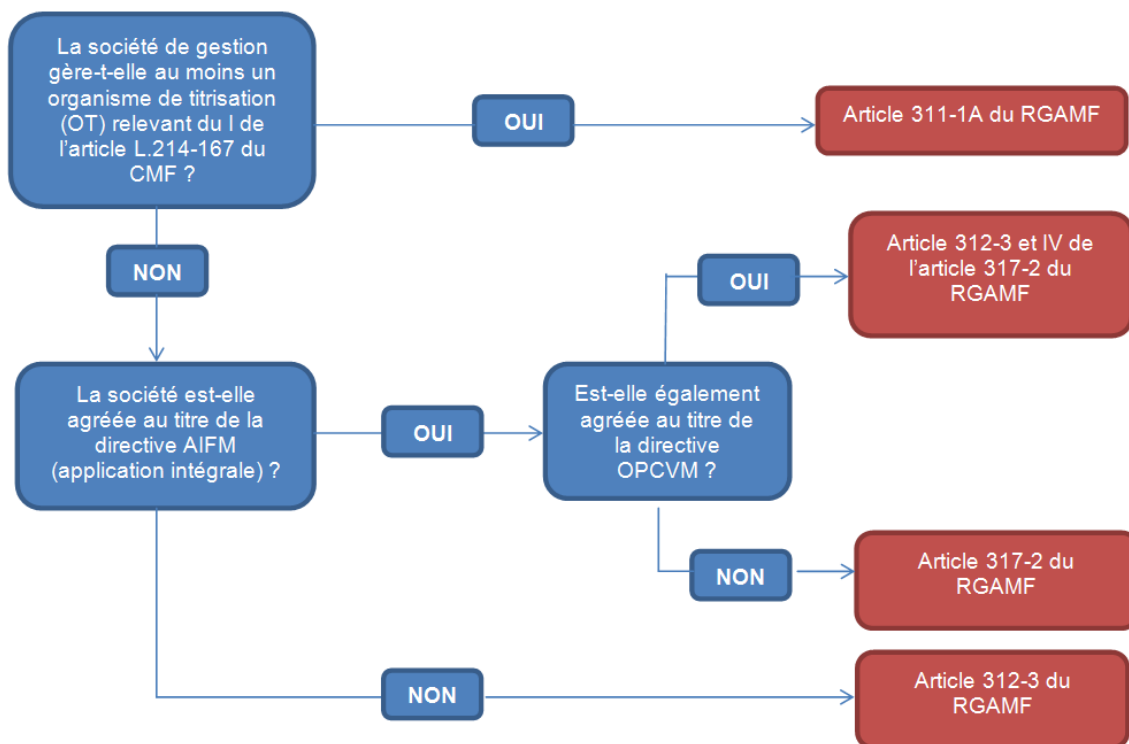 La société de gestion
gère-t-elle au moins un
organisme de titrisation
(OT) relevant du I de
l'article L.214-167 du
CMF ?
OUI
Article 311-1A du RGAMF
NON
Article 312-3 et IV de
l'article 317-2 du
RGAMF
OUI
La société est-elle
agréée au titre de la
directive AIFM
(application intégrale) ?
OUI
Est-elle également
agréée au titre de
la directive
OPCVM ?
NON
Article 317-2 du
RGAMF
NON
Article 312-3 du
RGAMF